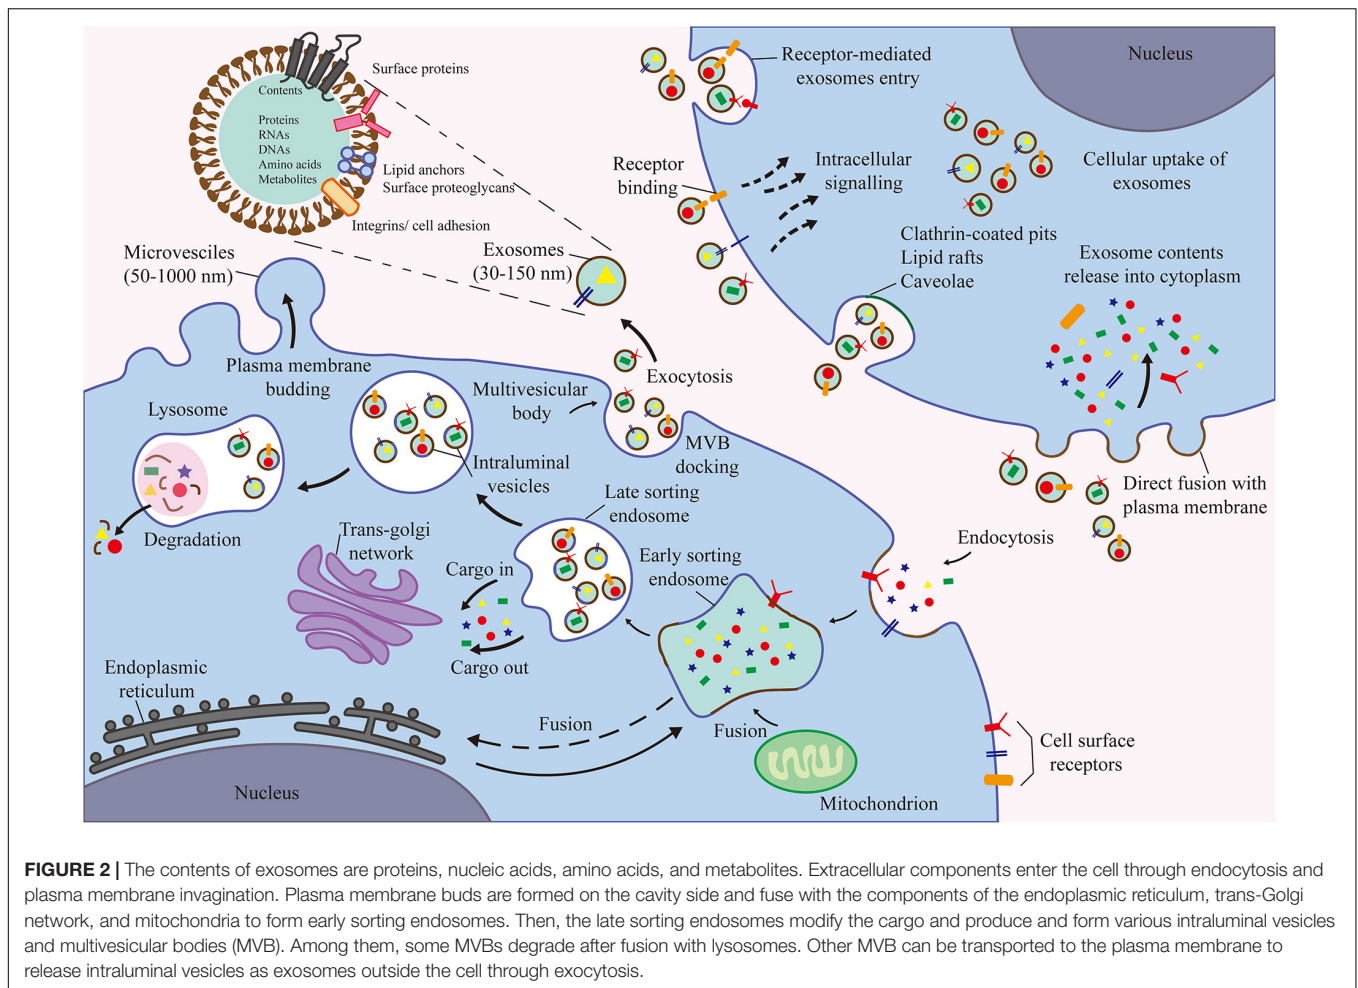 Surface proteins
Contents
Proteins
RNAs
DNAs
Amino acids
Metabolites
Lipid anchors
Surface proteoglycans
Integrins/ cell adhesion
Microvesciles
(50-1000 nm)
Exosomes
(30-150 nm)
Receptor-mediated
exosomes entry
Nucleus
Receptor
binding
Intracellular
signalling
Cellular uptake of
exosomes
Clathrin-coated pits
Lipid rafts
Caveolae
Exosome contents
release into cytoplasm
Plasma membrane
budding
Exocytosis
Multivesicular
body
MVB
docking
Lysosome
Intraluminal
vesicles
Degradation
Late sorting
endosome
Direct fusion with
plasma membrane
Trans-golgi
network
Cargo in
Cargo out
Early sorting
endosome
Endocytosis
Endoplasmic
reticulum
Fusion
Fusion
Cell surface
receptors
Nucleus
Mitochondrion
FIGURE 2 | The contents of exosomes are proteins, nucleic acids, amino acids, and metabolites. Extracellular components enter the cell through endocytosis and
plasma membrane invagination. Plasma membrane buds are formed on the cavity side and fuse with the components of the endoplasmic reticulum, trans-Golgi
network, and mitochondria to form early sorting endosomes. Then, the late sorting endosomes modify the cargo and produce and form various intraluminal vesicles
and multivesicular bodies (MVB). Among them, some MVBs degrade after fusion with lysosomes. Other MVB can be transported to the plasma membrane to
release intraluminal vesicles as exosomes outside the cell through exocytosis.